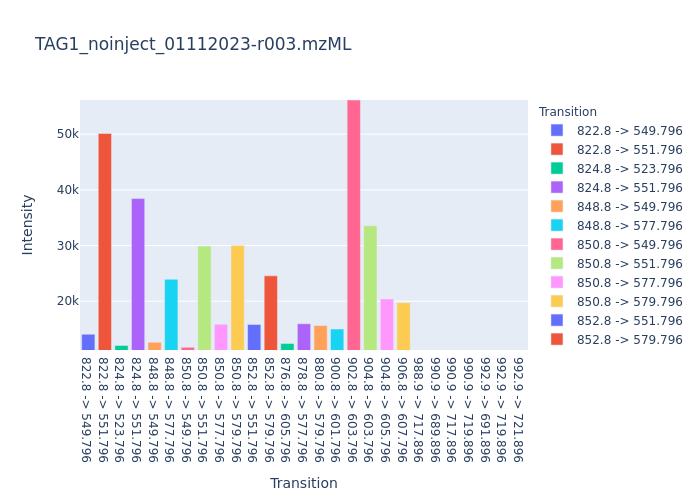 TAG1_noinject_01112023-r003.mzML
Intensity
50k
40k
30k
20k
822.8 -> 549.796
822.8 -> 551.796
824.8 -> 523.796
824.8 -> 551.796
848.8 -> 549.796
848.8 -> 577.796
850.8 -> 549.796
850.8 -> 551.796
850.8 -> 577.796
850.8 -> 579.796
852.8 -> 551.796
852.8 -> 579.796
876.8 -> 605.796
878.8 -> 577.796
880.9 -> 579.796
900.8 -> 601.796
902.8 -> 603.796
904.8 -> 603.796
904.8 -> 605.796
906.8 -> 607.796
988.9 -> 717.896
990.9 -> 689.896
990.9 -> 717.896
990.9 -> 719.896
992.9 -> 691.896
992.9 -> 719.896
992.9 -> 721.896
Transition
Transition
822.8 -> 549.796
822.8 -> 551.796
824.8 -> 523.796
824.8 -> 551.796
848.8 -> 549.796
848.8 -> 577.796
850.8 -> 549.796
850.8 -> 551.796
850.8 -> 577.796
850.8 -> 579.796
852.8 -> 551.796
852.8 -> 579.796